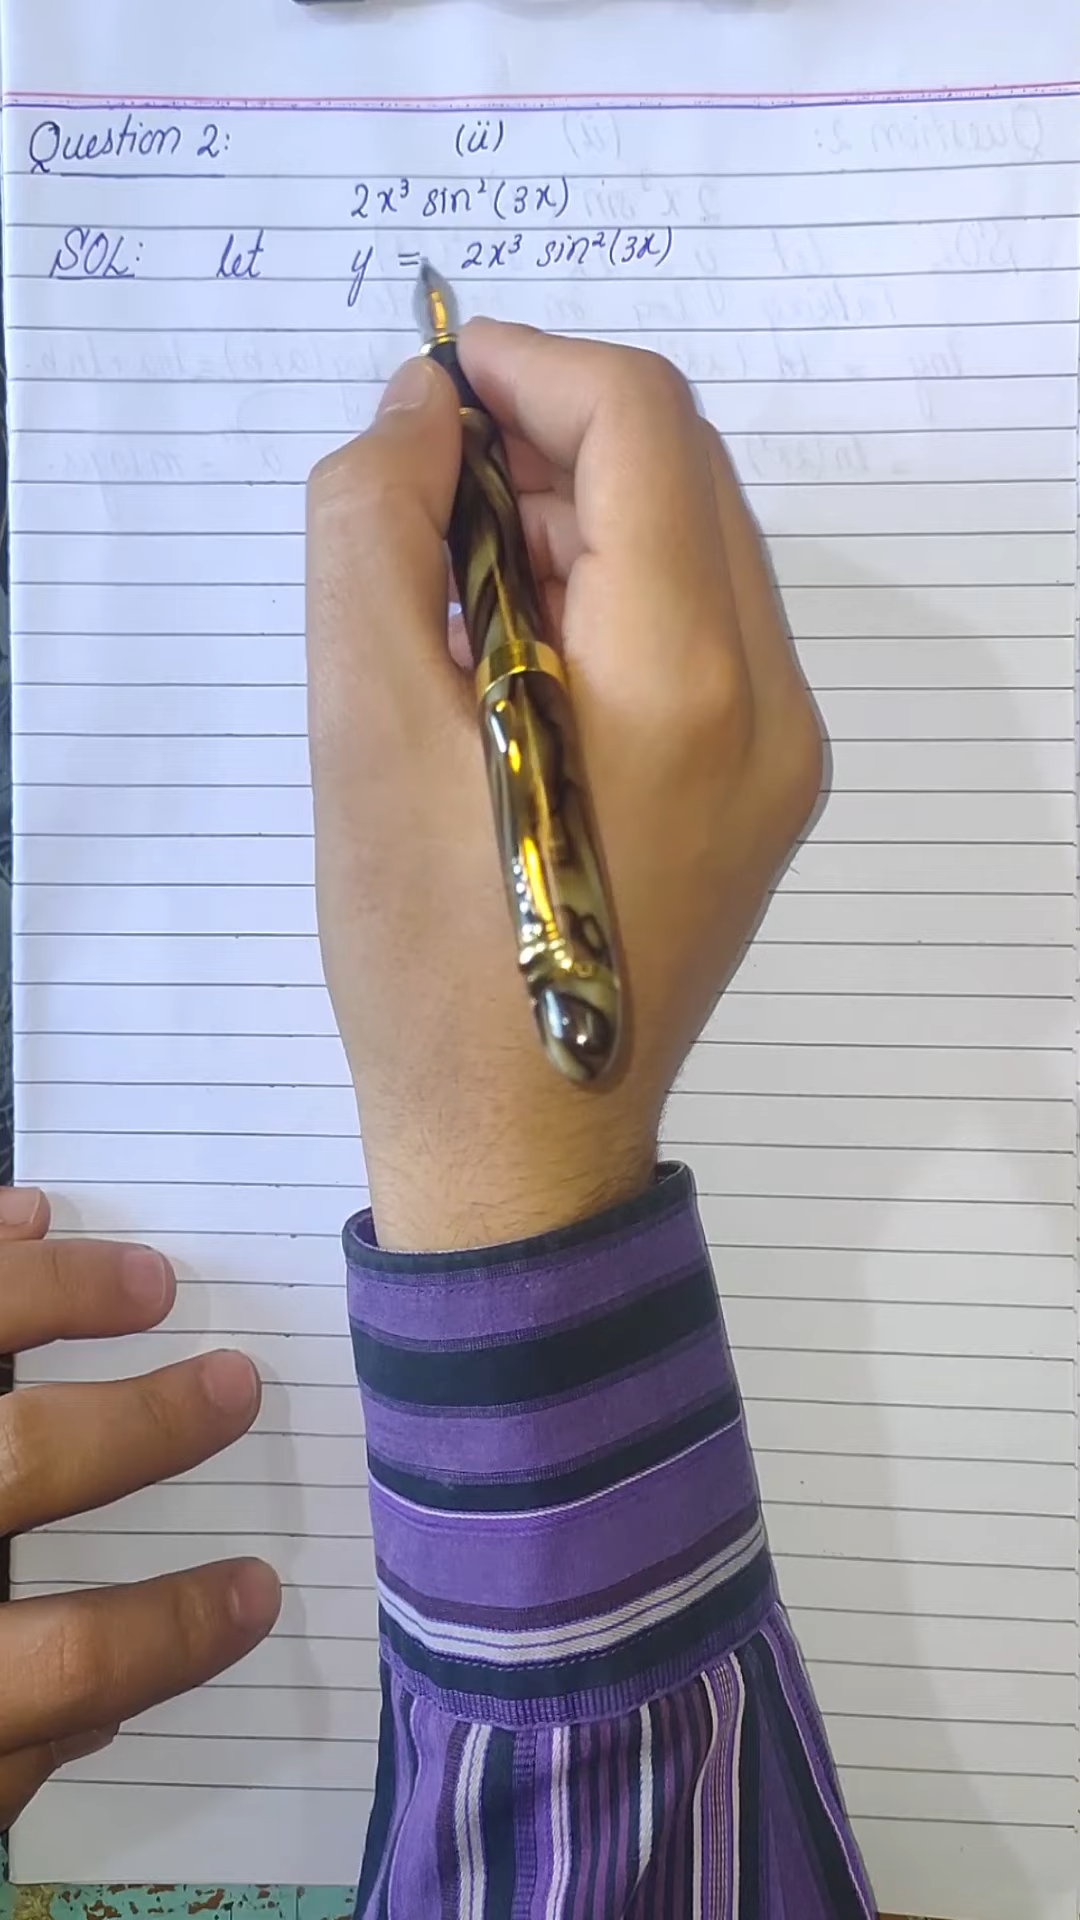 Question 2: (ii)
2x³ sin²(3x)
SOL: let y = 2x³ sin²(3x)